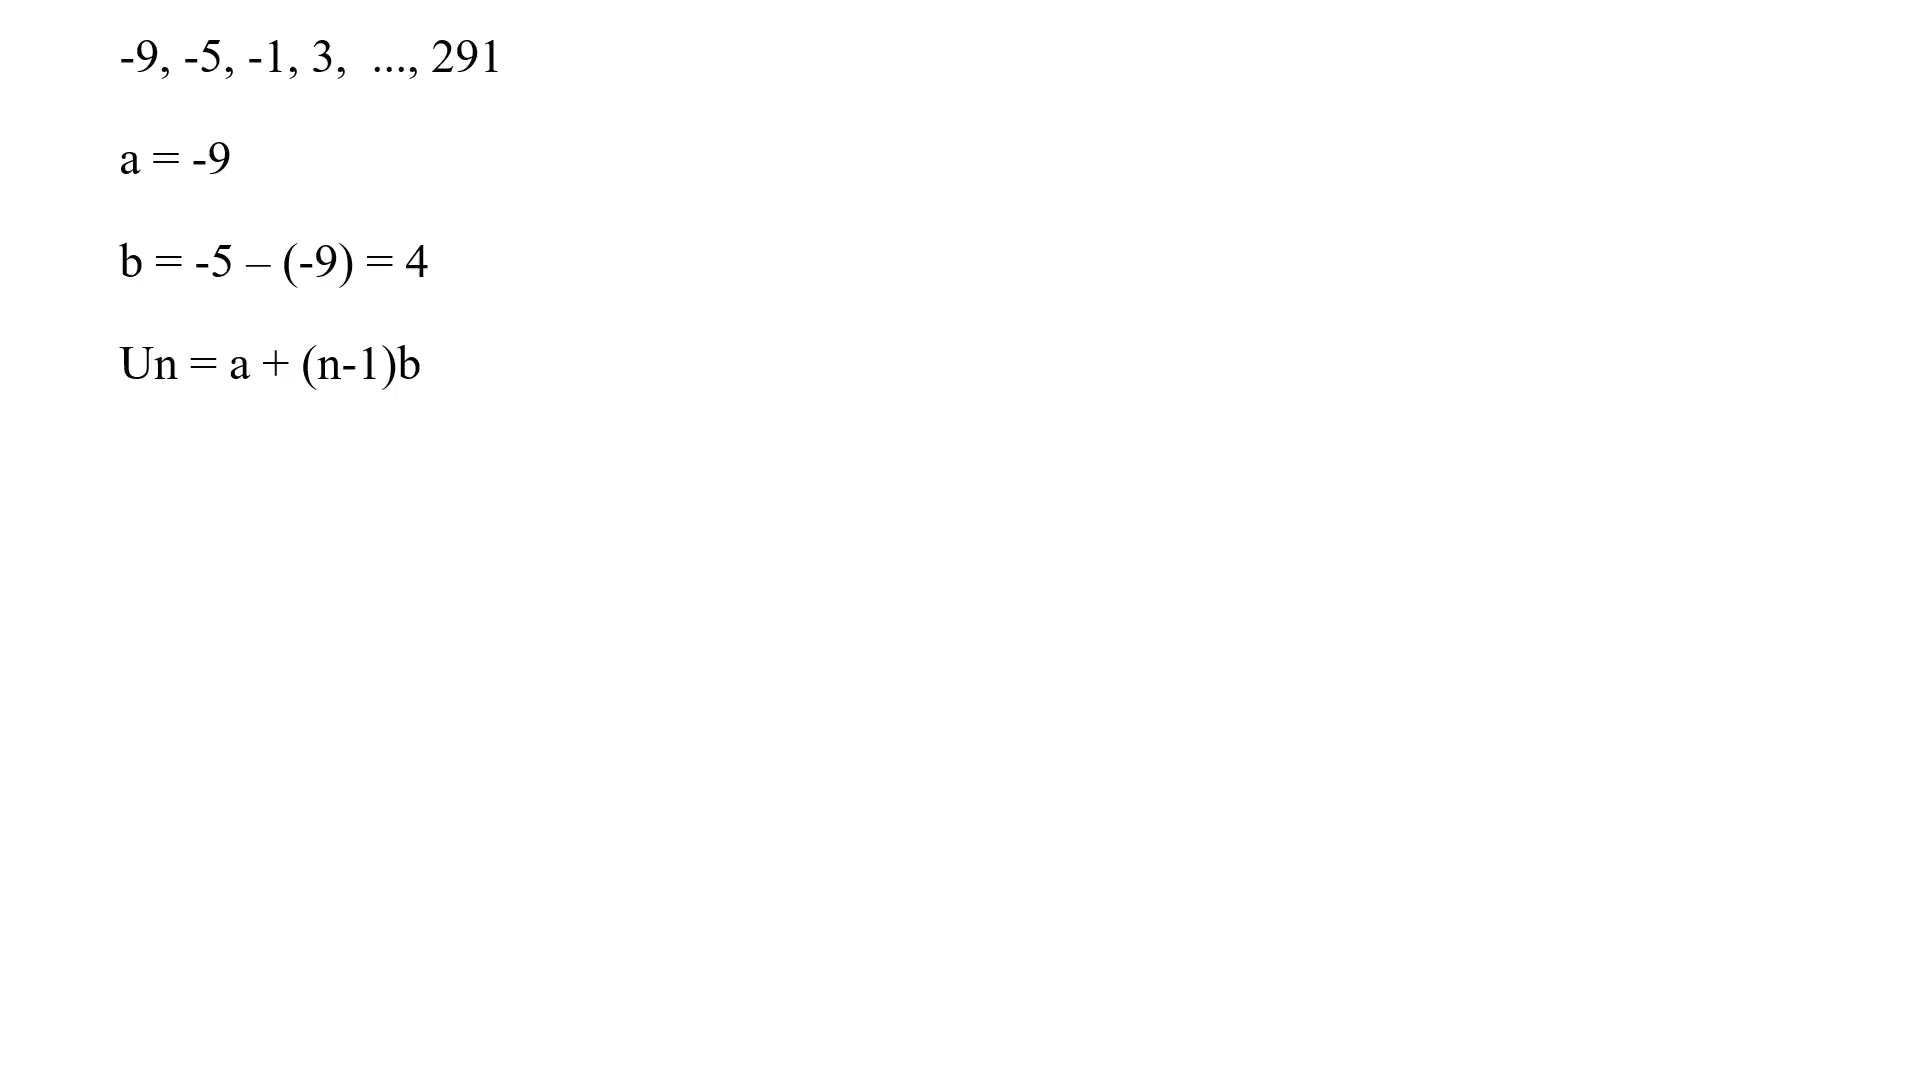 -9, -5, -1, 3,  ..., 291
a = -9
b = -5 – (-9) = 4
Un = a + (n-1)b